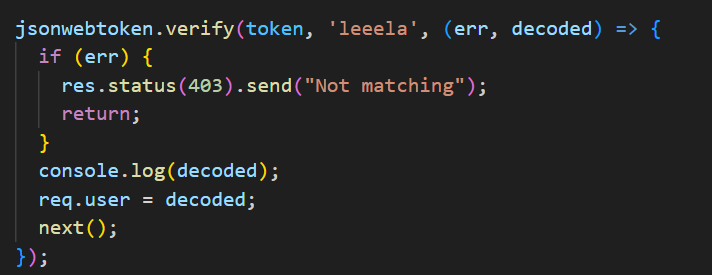 jsonwebtoken.verify(token, 'leeela', (err, decoded) => {
  if (err) {
    res.status(403).send("Not matching");
    return;
  }
  console.log(decoded);
  req.user = decoded;
  next();
});